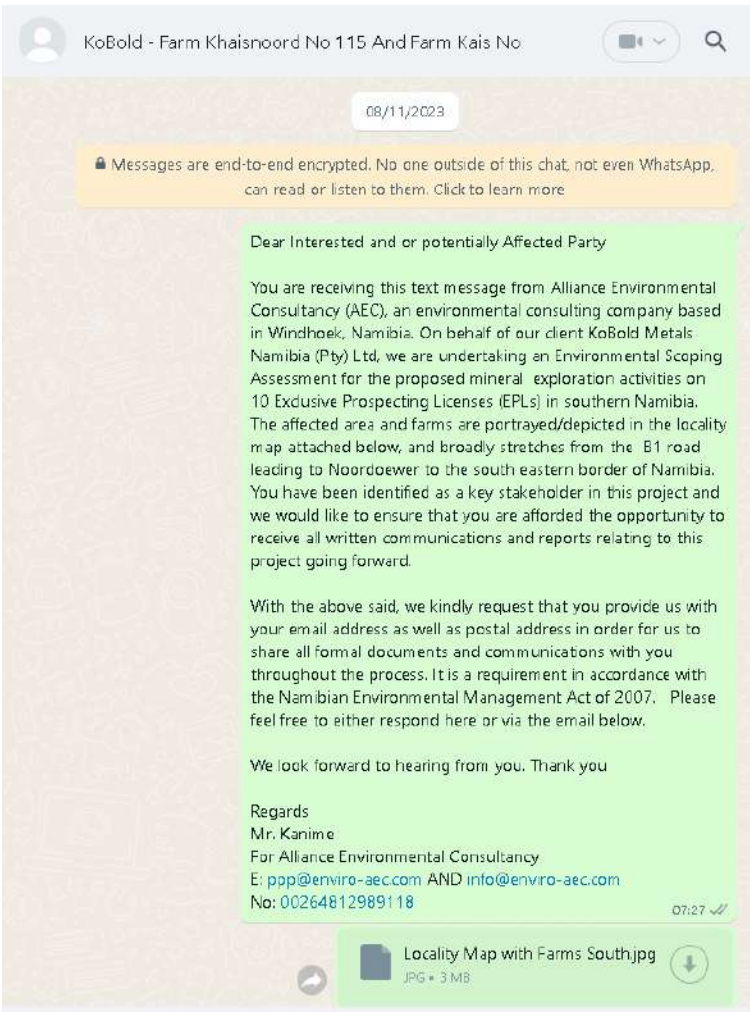 KoBold - Farm Khaisnoord No 115 And Farm Kais No
08/11/2023
Messages are end-to-end encrypted. No one outside of this chat, not even WhatsApp,
can read or listen to them. Click to learn more
Dear Interested and or potentially Affected Party
You are receiving this text message from Alliance Environmental
Consultancy (AEC), an environmental consulting company based
in Windhoek, Namibia. On behalf of our client KoBold Metals
Namibia (Pty) Ltd, we are undertaking an Environmental Scoping
Assessment for the proposed mineral exploration activities on
10 Exclusive Prospecting Licenses (EPLs) in southern Namibia.
The affected area and farms are portrayed/depicted in the locality
map attached below, and broadly stretches from the B1 road
leading to Noordoewer to the south eastern border of Namibia.
You have been identified as a key stakeholder in this project and
we would like to ensure that you are afforded the opportunity to
receive all written communications and reports relating to this
project going forward.
With the above said, we kindly request that you provide us with
your email address as well as postal address in order for us to
share all formal documents and communications with you
throughout the process. It is a requirement in accordance with
the Namibian Environmental Management Act of 2007. Please
feel free to either respond here or via the email below.
We look forward to hearing from you. Thank you
Regards
Mr. Kanime
For Alliance Environmental Consultancy
E: ppp@enviro-aec.com AND info@enviro-aec.com
No: 00264812989118
07:27
Locality Map with Farms South.jpg
JPG • 3 MB